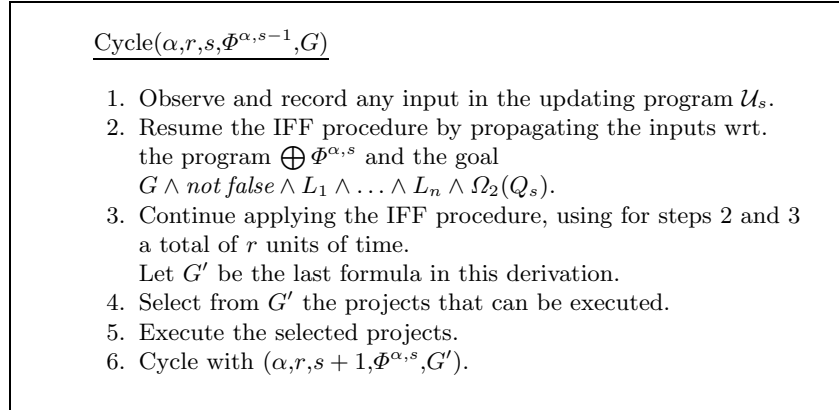 Cycle(α,r,s,Φ^{α,s−1},G)
1. Observe and record any input in the updating program 𝒰_s.
2. Resume the IFF procedure by propagating the inputs wrt.
the program ⨁ Φ^{α,s} and the goal
G ∧ not false ∧ L_1 ∧ … ∧ L_n ∧ Ω_2(Q_s).
3. Continue applying the IFF procedure, using for steps 2 and 3
a total of r units of time.
Let G′ be the last formula in this derivation.
4. Select from G′ the projects that can be executed.
5. Execute the selected projects.
6. Cycle with (α,r,s + 1,Φ^{α,s},G′).